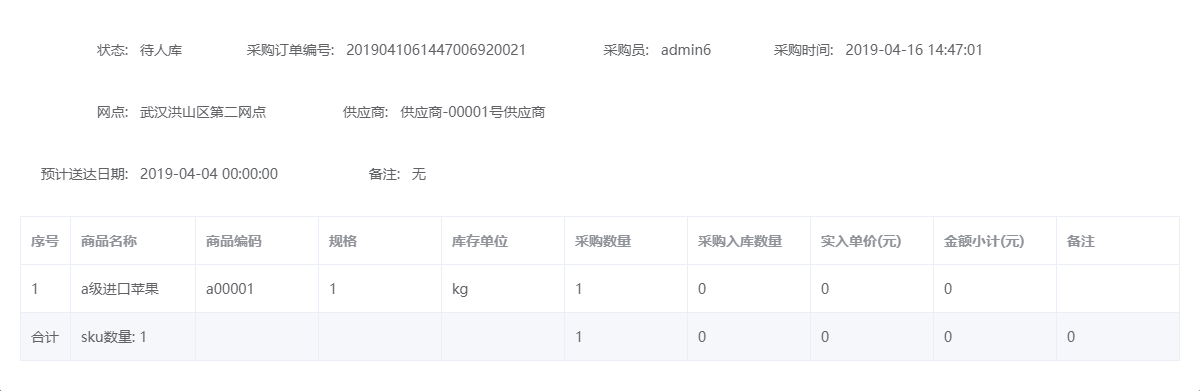 状态: 待人库 采购订单编号: 2019041061447006920021 采购员: admin6 采购时间: 2019-04-16 14:47:01
网点: 武汉洪山区第二网点 供应商: 供应商-00001号供应商
预计送达日期: 2019-04-04 00:00:00 备注: 无
序号 商品名称 商品编码 规格 库存单位 采购数量 采购入库数量 实入单价(元) 金额小计(元) 备注
1 a级进口苹果 a00001 1 kg 1 0 0 0
合计 sku数量: 1 1 0 0 0 0